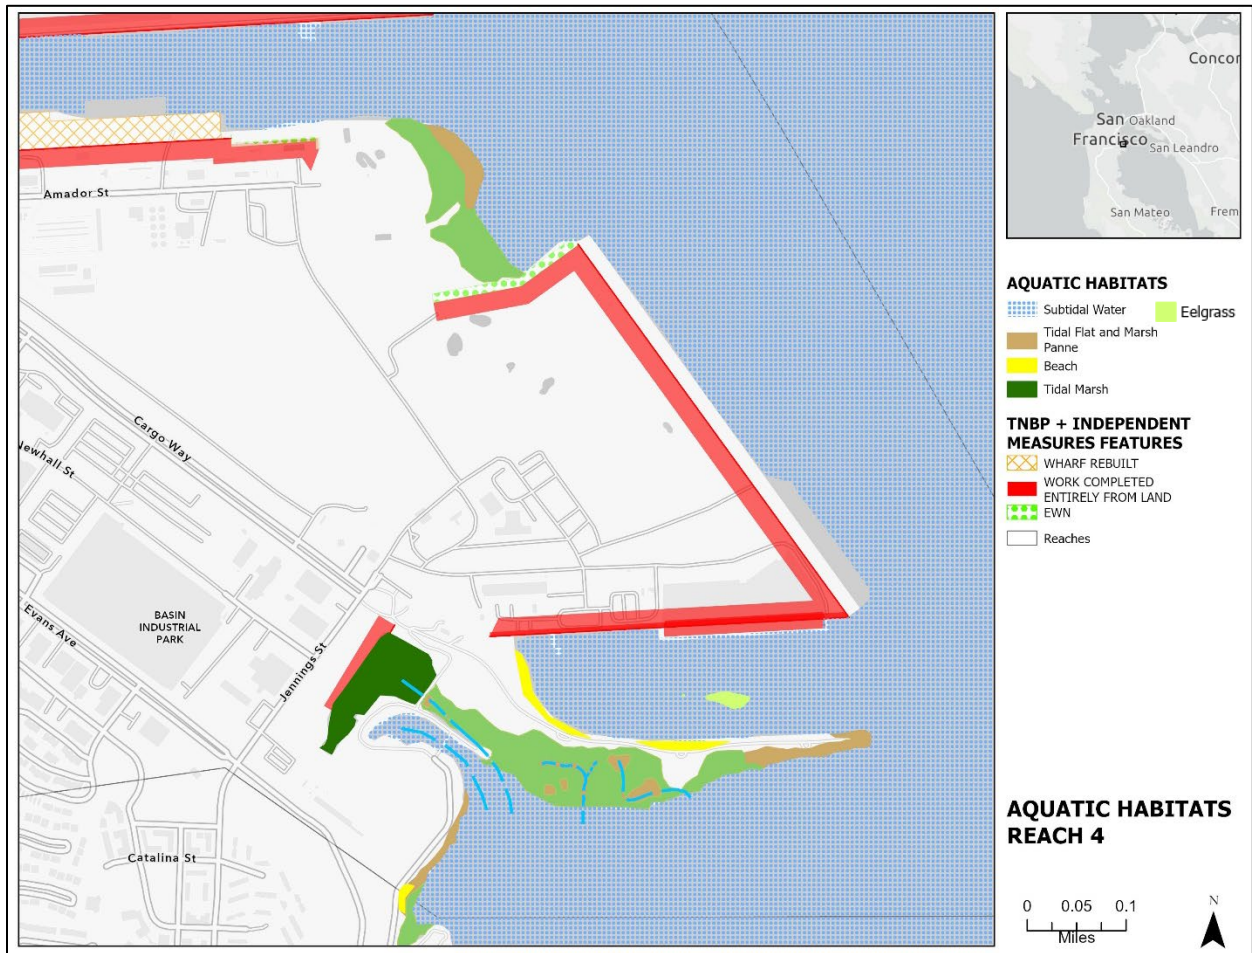 Amador St
Cargo Way
Newhall St
Evans Ave
BASIN
INDUSTRIAL
PARK
Jennings St
Catalina St
Concor
San Oakland
Francisco
San Leandro
San Mateo
Frem
AQUATIC HABITATS
Subtidal Water
Eelgrass
Tidal Flat and Marsh
Panne
Beach
Tidal Marsh
TNBP + INDEPENDENT
MEASURES FEATURES
WHARF REBUILT
WORK COMPLETED
ENTIRELY FROM LAND
EWN
Reaches
AQUATIC HABITATS
REACH 4
0 0.05 0.1
Miles
N